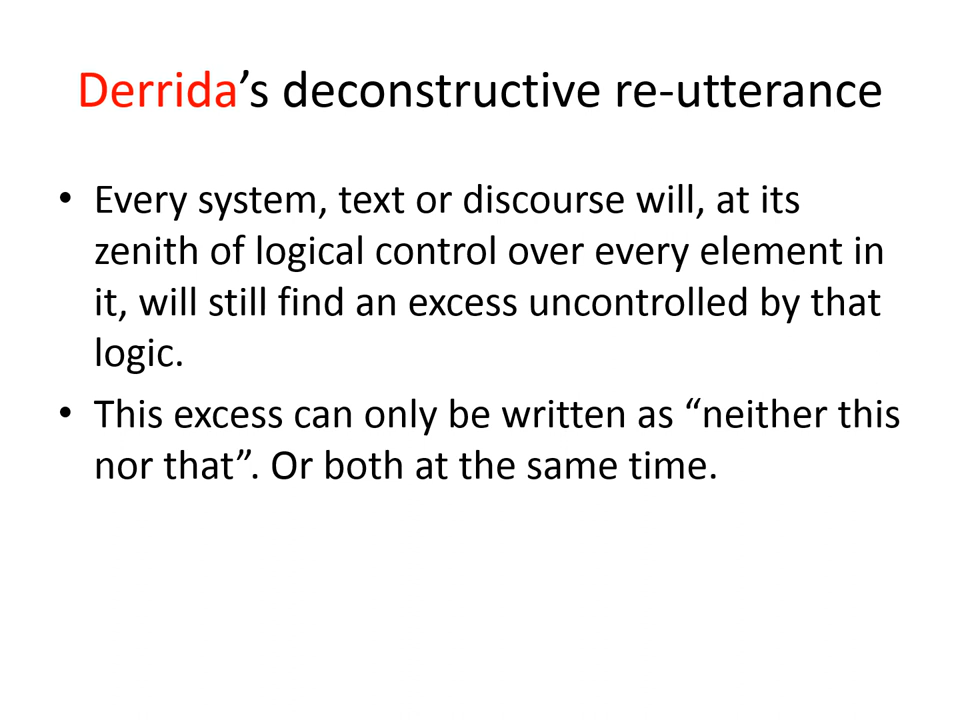 Derrida’s deconstructive re-utterance
• Every system, text or discourse will, at its
zenith of logical control over every element in
it, will still find an excess uncontrolled by that
logic.
• This excess can only be written as “neither this
nor that”. Or both at the same time.